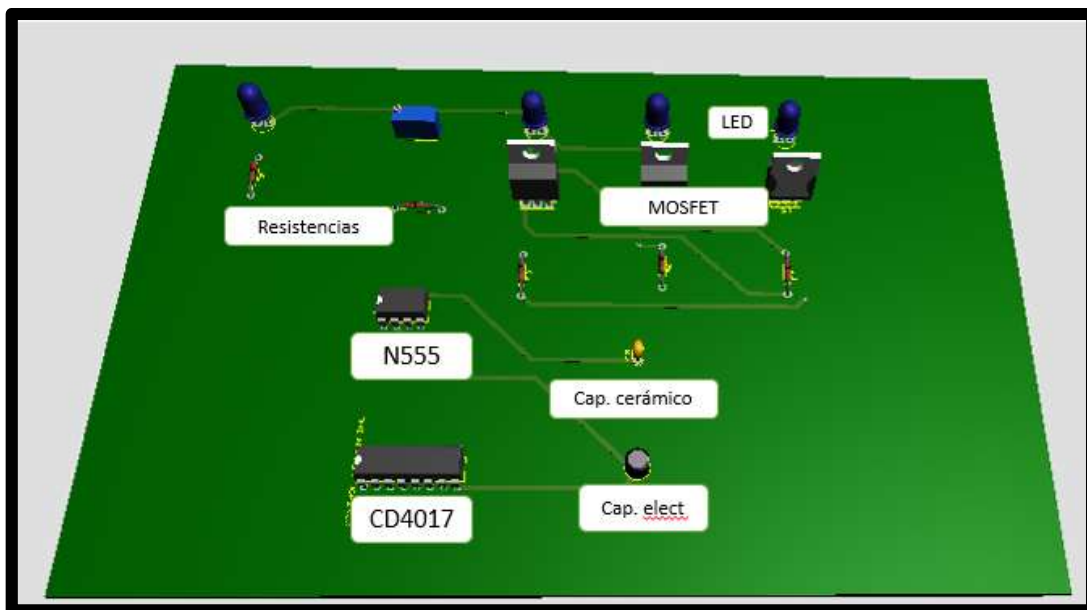 LED
MOSFET
Resistencias
N555
Cap. cerámico
Cap. elect
CD4017